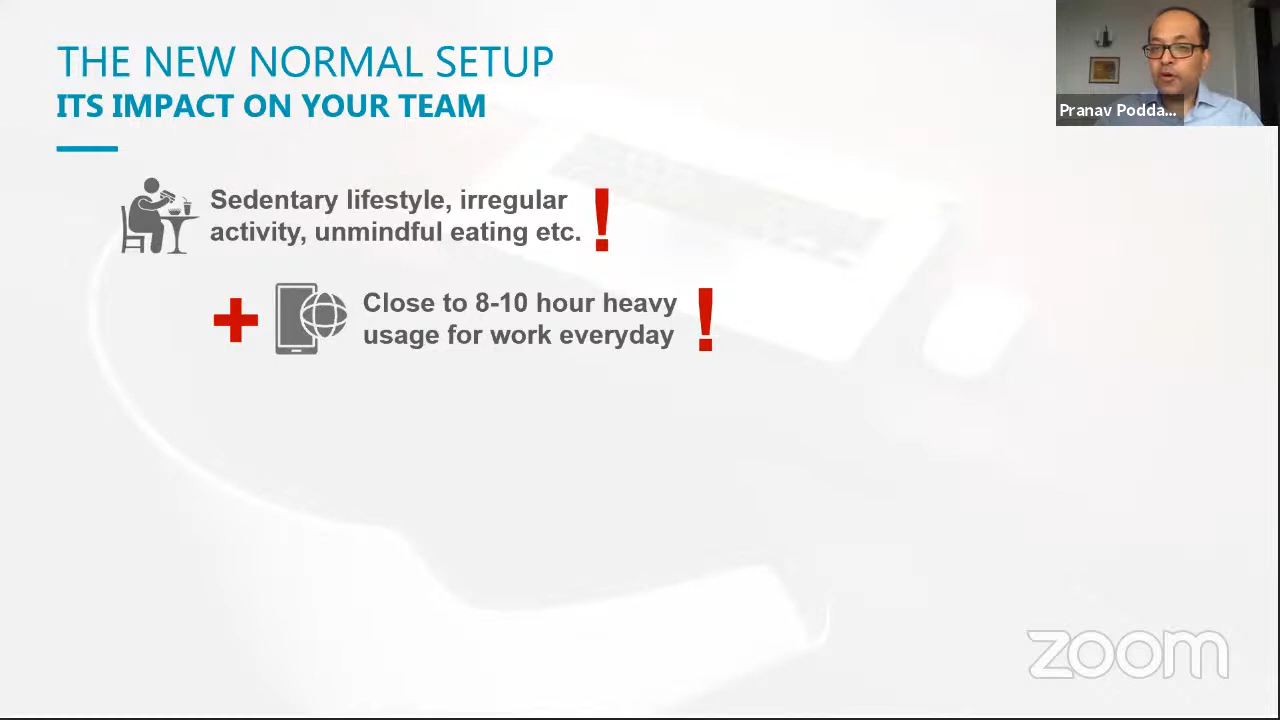 THE NEW NORMAL SETUP
ITS IMPACT ON YOUR TEAM
Pranav Podda...
Sedentary lifestyle, irregular
activity, unmindful eating etc.
!
+
Close to 8-10 hour heavy
usage for work everyday
!
zoom